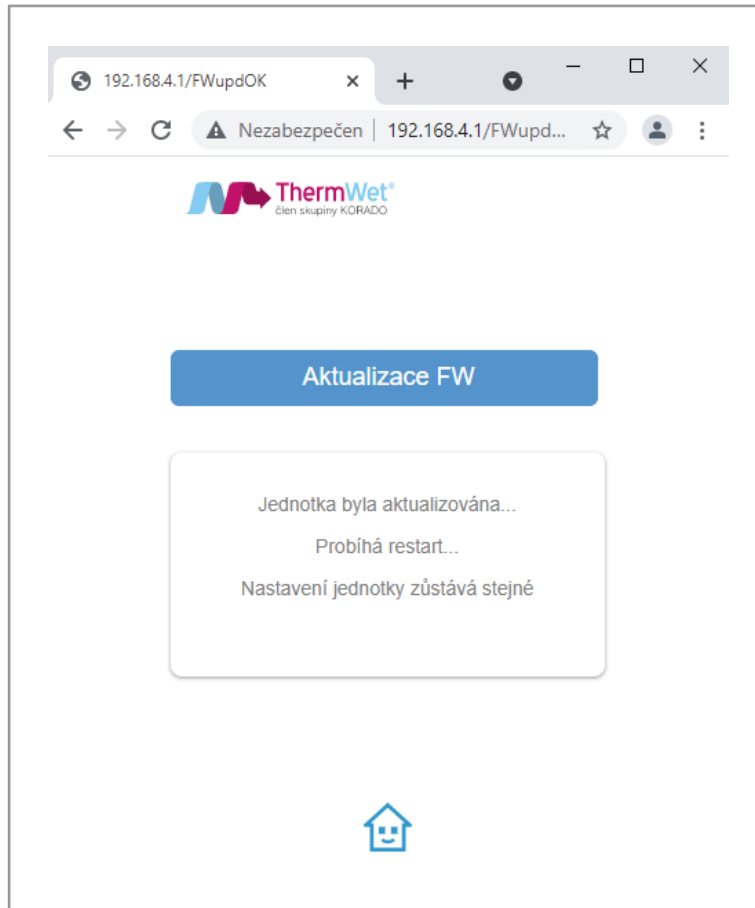 192.168.4.1/FWupdOK
Nezabezpečen | 192.168.4.1/FWupd...
ThermWet®
člen skupiny KORADO
Aktualizace FW
Jednotka byla aktualizována...
Probíhá restart...
Nastavení jednotky zůstává stejné